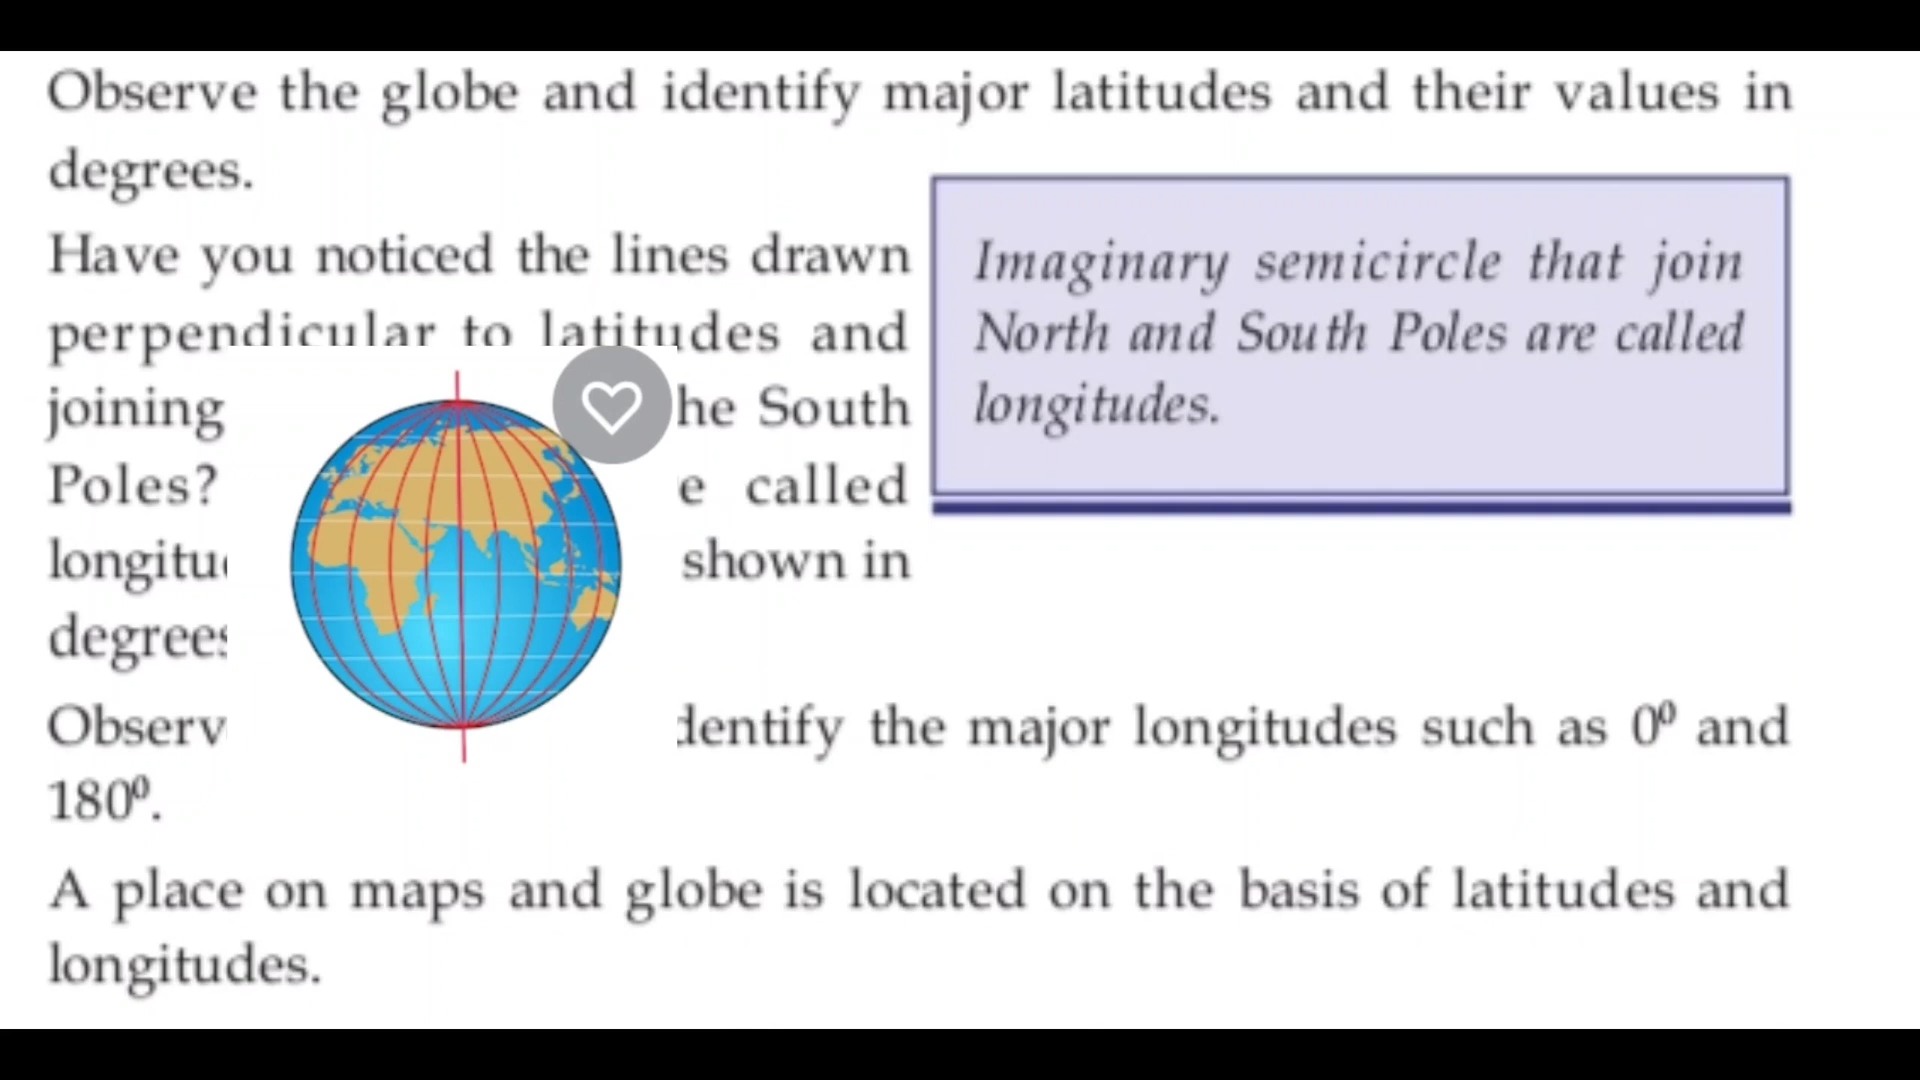 Observe the globe and identify major latitudes and their values in
degrees.
Have you noticed the lines drawn
perpendicular to latitudes and
joining he South
Poles? e called
longitu shown in
degrees
Observ dentify the major longitudes such as 0⁰ and
180⁰.
A place on maps and globe is located on the basis of latitudes and
longitudes.
Imaginary semicircle that join
North and South Poles are called
longitudes.